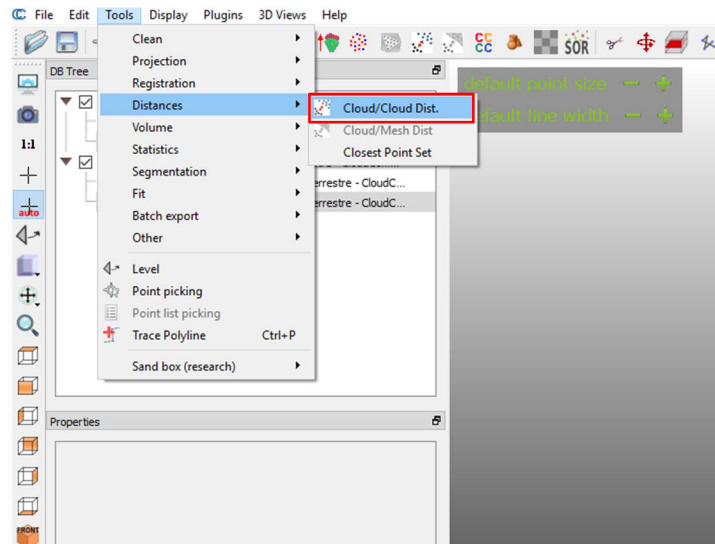 File Edit Tools Display Plugins 3D Views Help
CC
CC
SOR
DB Tree
default point size
default line width
Clean
Projection
Registration
Distances
Volume
Statistics
Segmentation
Fit
Batch export
Other
Level
Point picking
Point list picking
Trace Polyline Ctrl+P
Sand box (research)
Cloud/Cloud Dist.
Cloud/Mesh Dist
Closest Point Set
errestre - CloudC...
errestre - CloudC...
1:1
auto
Properties
FRONT